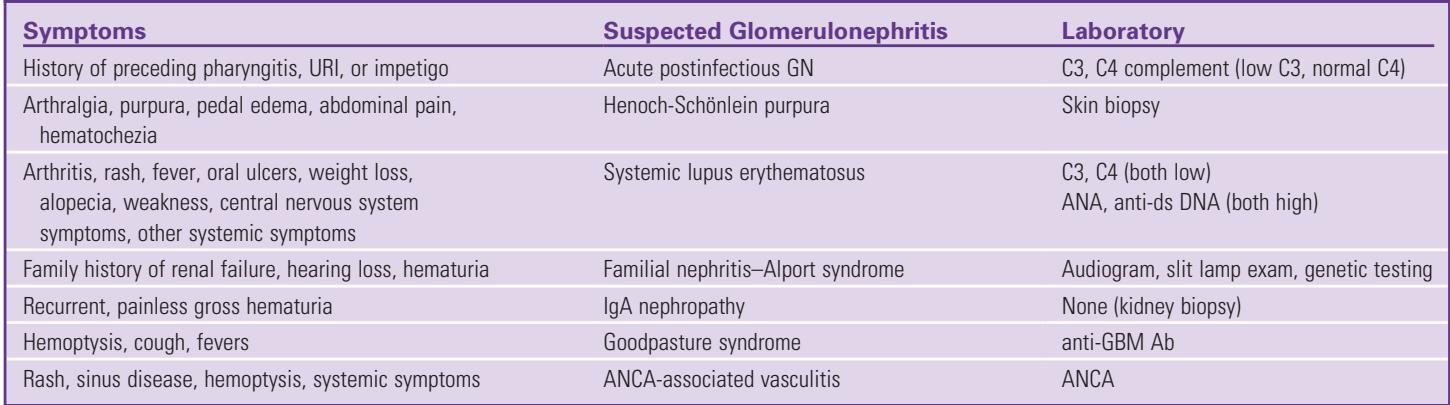 Symptoms Suspected Glomerulonephritis Laboratory
History of preceding pharyngitis, URI, or impetigo Acute postinfectious GN C3, C4 complement (low C3, normal C4)
Arthralgia, purpura, pedal edema, abdominal pain, Henoch-Schönlein purpura Skin biopsy
hematochezia
Arthritis, rash, fever, oral ulcers, weight loss, Systemic lupus erythematosus C3, C4 (both low)
alopecia, weakness, central nervous system ANA, anti-ds DNA (both high)
symptoms, other systemic symptoms
Family history of renal failure, hearing loss, hematuria Familial nephritis–Alport syndrome Audiogram, slit lamp exam, genetic testing
Recurrent, painless gross hematuria IgA nephropathy None (kidney biopsy)
Hemoptysis, cough, fevers Goodpasture syndrome anti-GBM Ab
Rash, sinus disease, hemoptysis, systemic symptoms ANCA-associated vasculitis ANCA